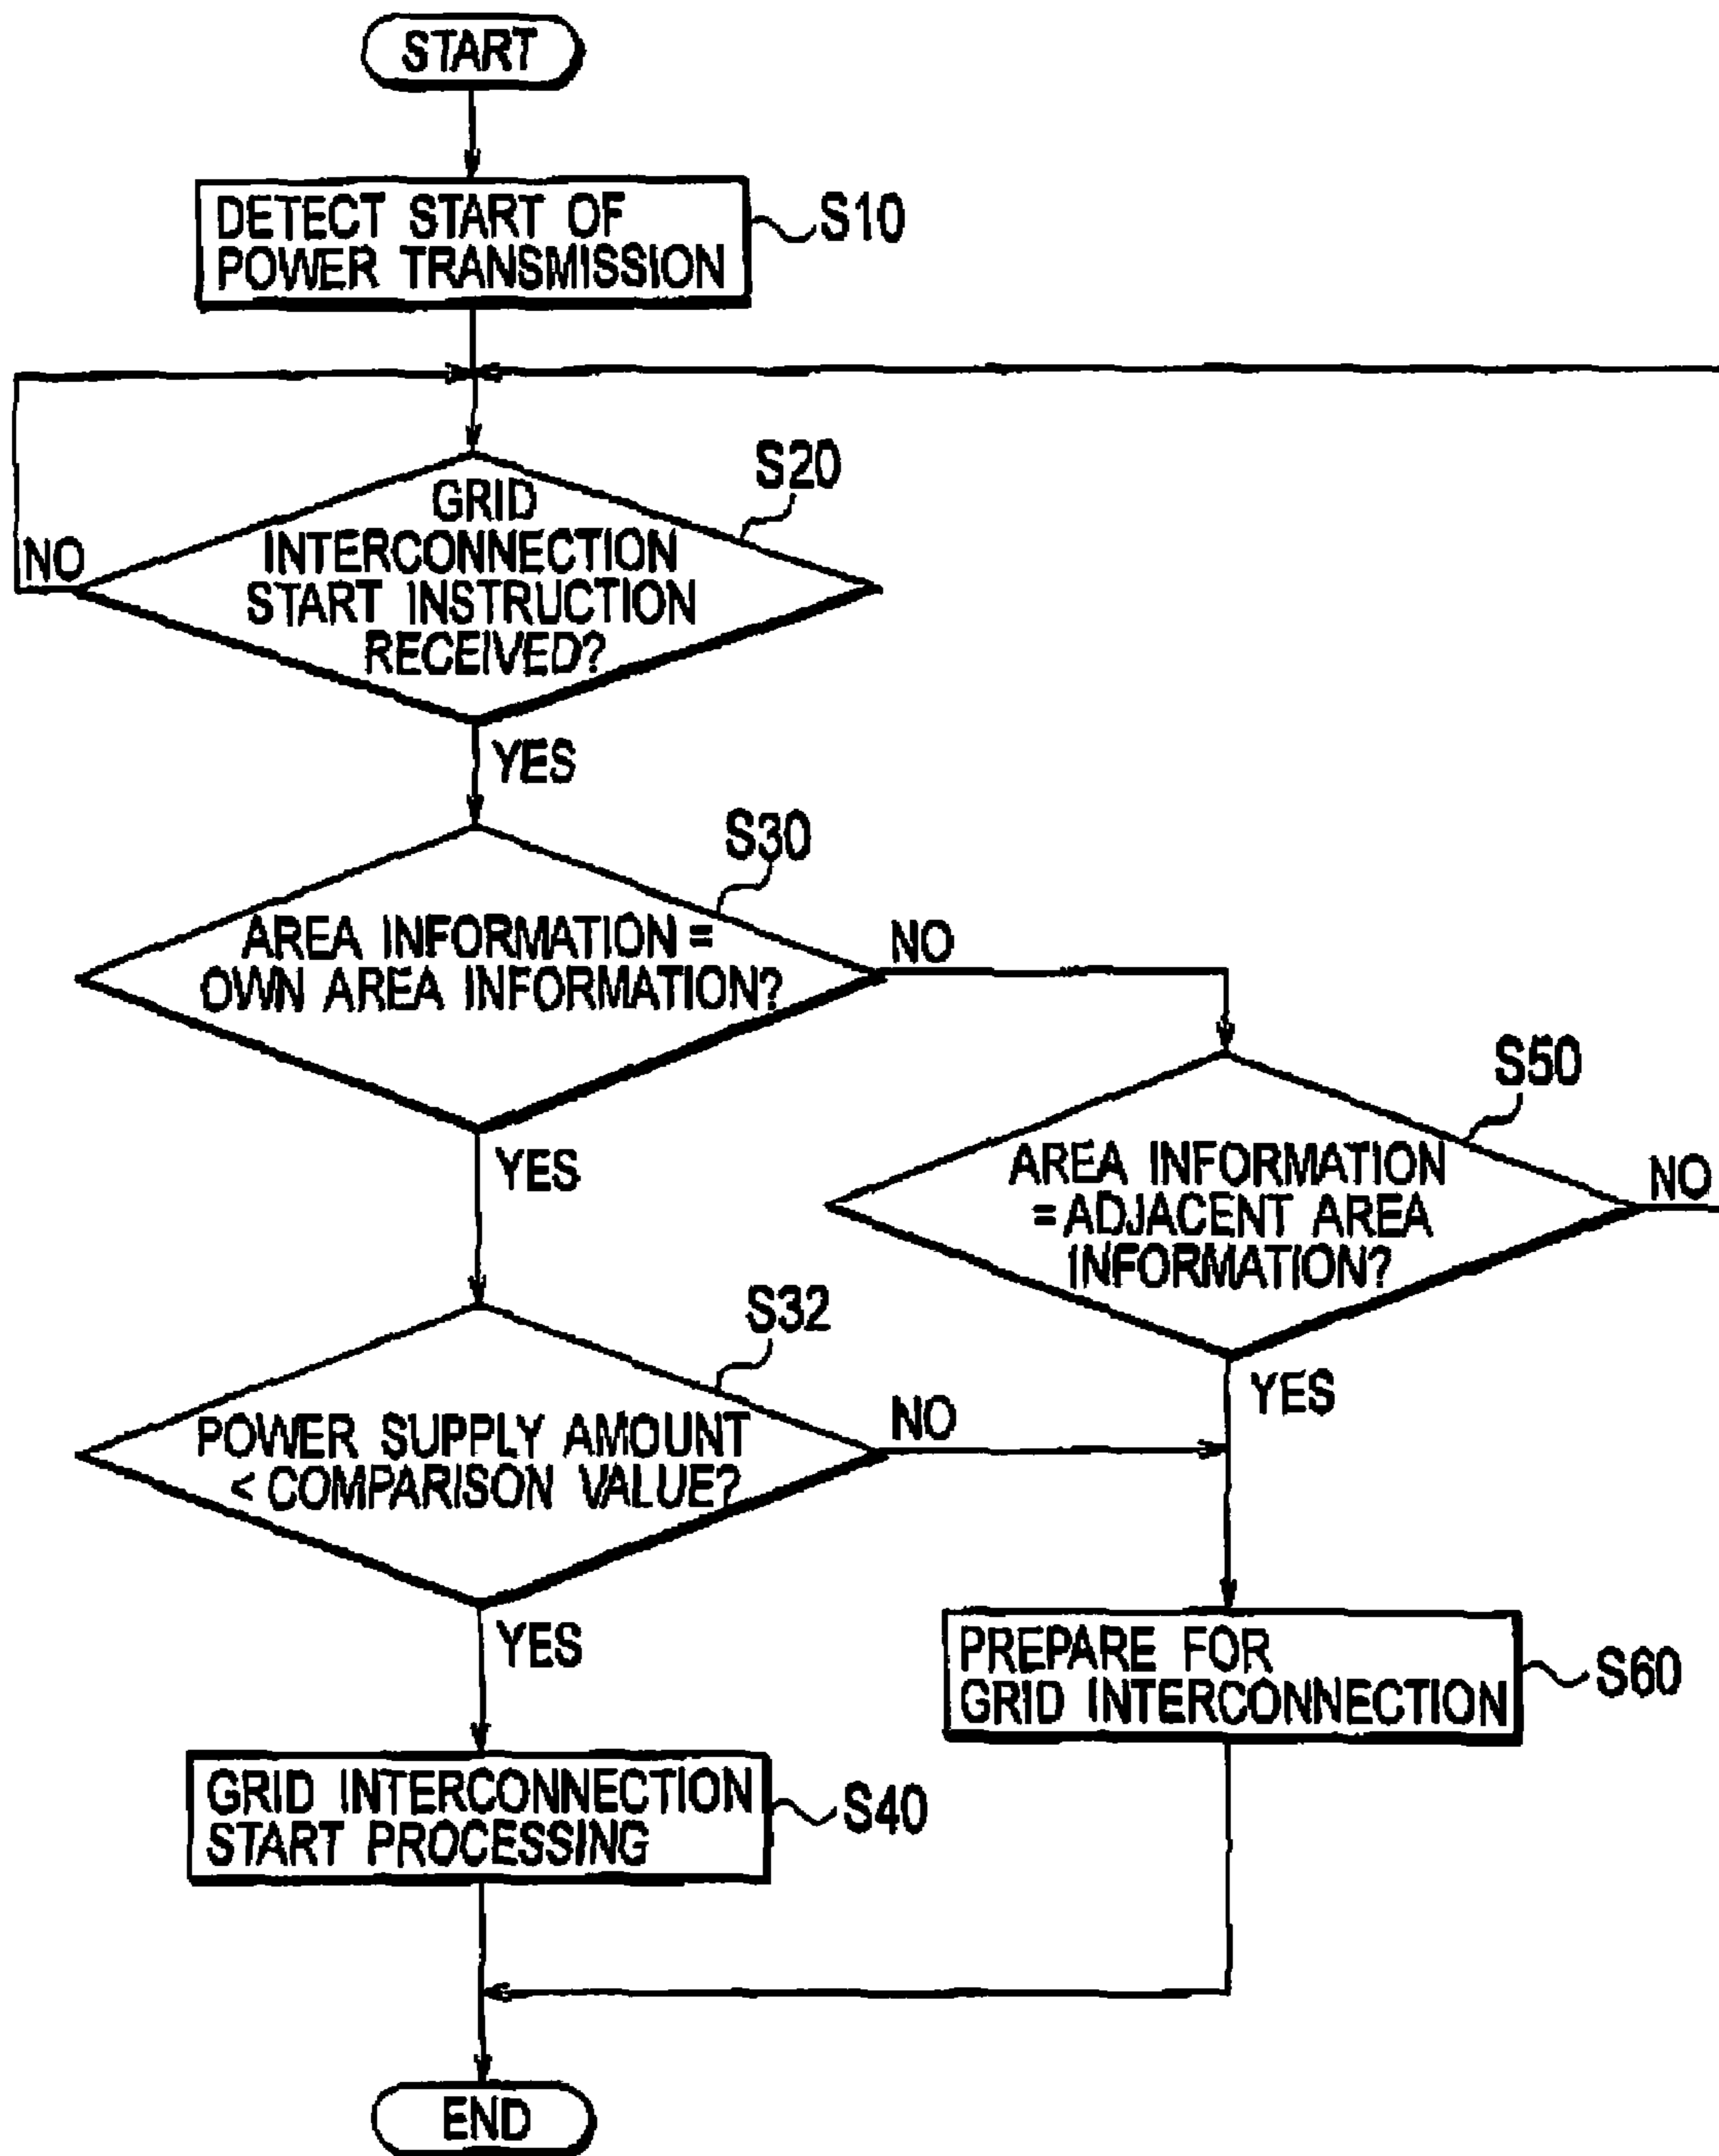 START
DETECT START OF
POWER TRANSMISSION
S10
S20
GRID
INTERCONNECTION
START INSTRUCTION
RECEIVED?
NO
YES
S30
AREA INFORMATION =
OWN AREA INFORMATION?
NO
YES
S50
AREA INFORMATION
= ADJACENT AREA
INFORMATION?
NO
YES
S32
POWER SUPPLY AMOUNT
< COMPARISON VALUE?
NO
YES
PREPARE FOR
GRID INTERCONNECTION
S60
GRID INTERCONNECTION
START PROCESSING
S40
END